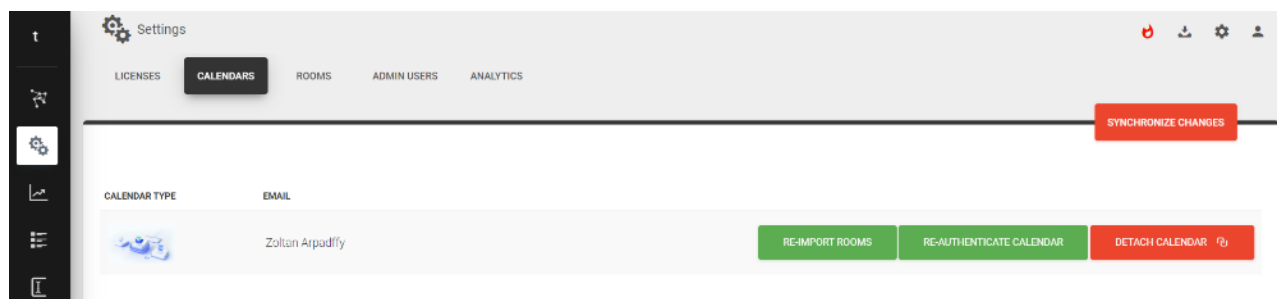 t
Settings
LICENSES CALENDARS ROOMS ADMIN USERS ANALYTICS
SYNCHRONIZE CHANGES
CALENDAR TYPE EMAIL
Zoltan Arpadffy RE-IMPORT ROOMS RE-AUTHENTICATE CALENDAR DETACH CALENDAR